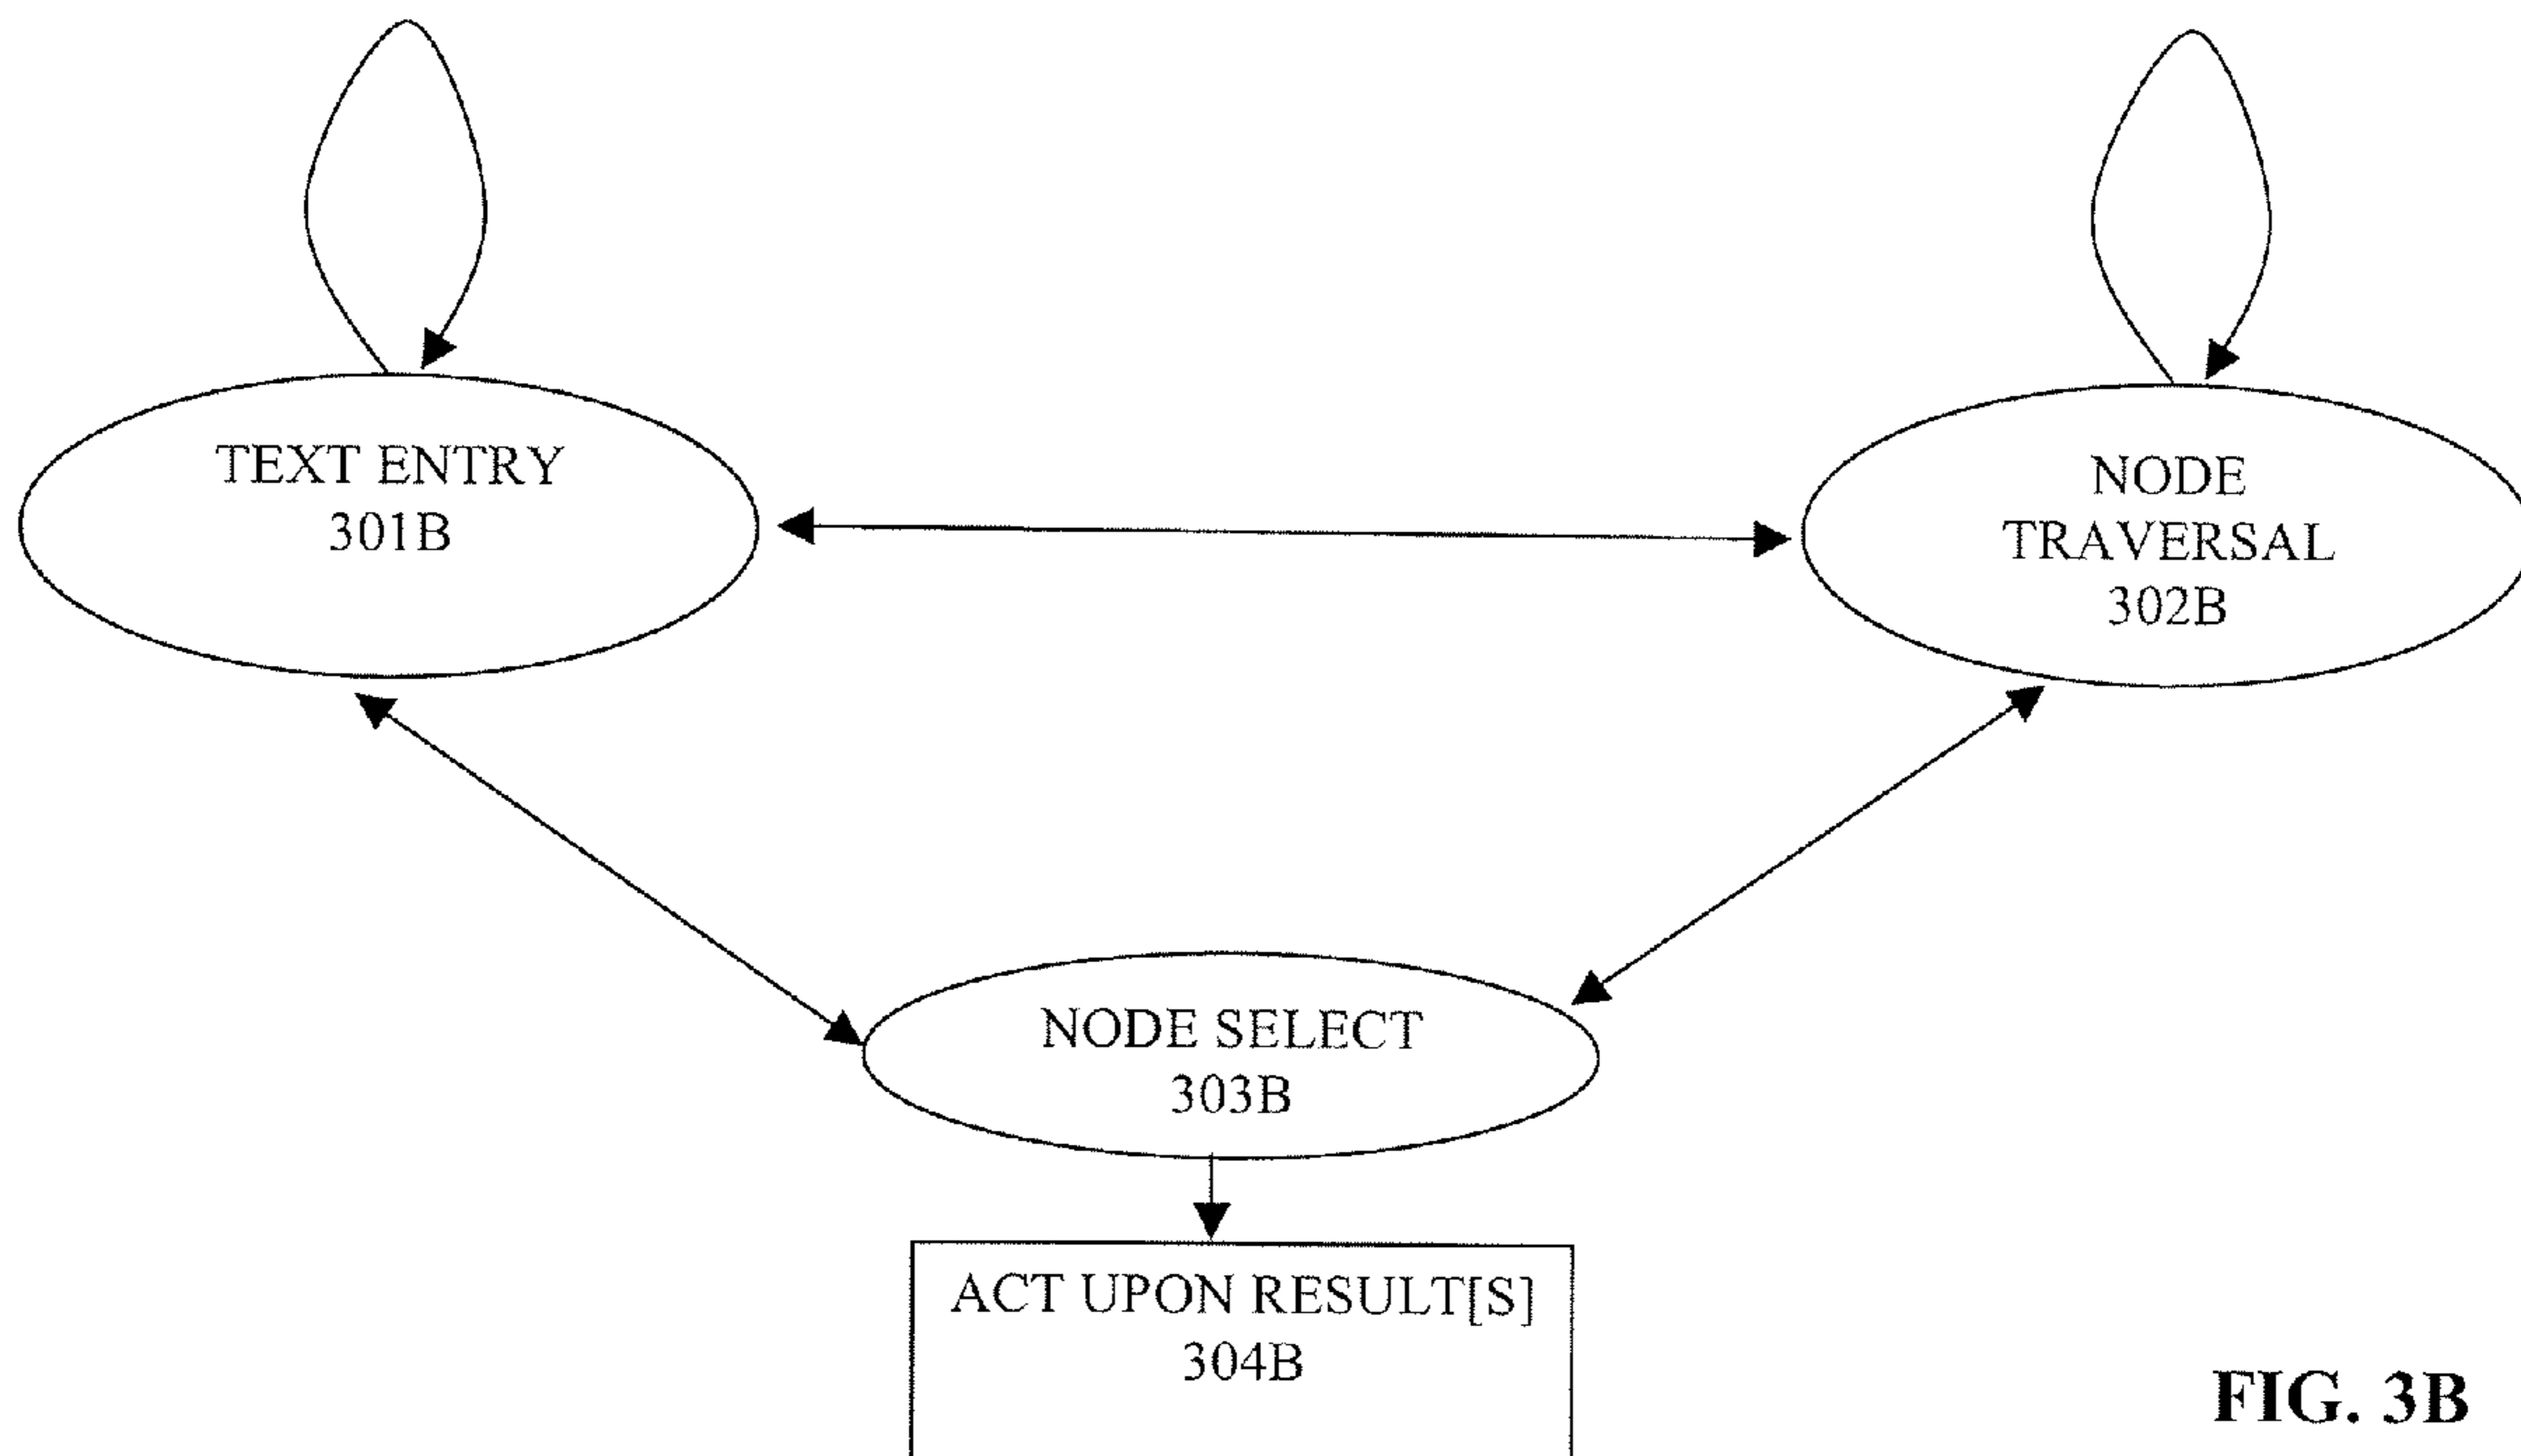 TEXT ENTRY
301B
NODE
TRAVERSAL
302B
NODE SELECT
303B
ACT UPON RESULT[S]
304B
FIG. 3B